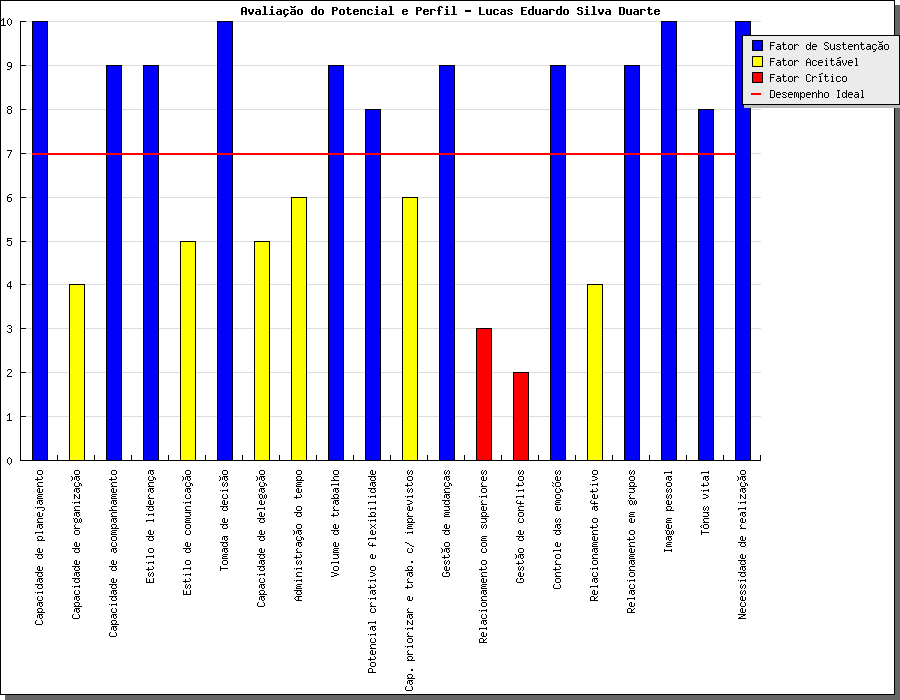 Avaliação do Potencial e Perfil - Lucas Eduardo Silva Duarte
Fator de Sustentação
Fator Aceitável
Fator Crítico
Desempenho Ideal
10
9
8
7
6
5
4
3
2
1
0
Capacidade de planejamento
Capacidade de organização
Capacidade de acompanhamento
Estilo de liderança
Estilo de comunicação
Tomada de decisão
Capacidade de delegação
Administração do tempo
Volume de trabalho
Potencial criativo e flexibilidade
Cap. priorizar e trab. c/ imprevistos
Gestão de mudanças
Relacionamento com superiores
Gestão de conflitos
Controle das emoções
Relacionamento afetivo
Relacionamento em grupos
Imagem pessoal
Tônus vital
Necessidade de realização